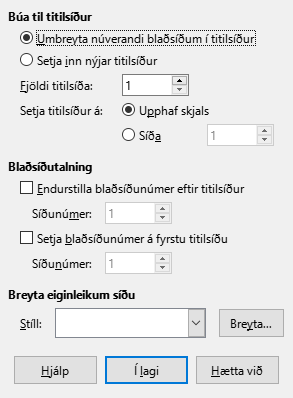 Búa til titilsíður
Umbreyta núverandi blaðsíðum í titilsíður
Setja inn nýjar titilsíður
Fjöldi titilsíða: 1
Setja titilsíður á: Upphaf skjals
Síða 1
Blaðsíðutalning
Endurstilla blaðsíðunúmer eftir titilsíður
Síðunúmer: 1
Setja blaðsíðunúmer á fyrstu titilsíðu
Síðunúmer: 1
Breyta eiginleikum síðu
Stíll: Breyta...
Hjálp Í lagi Hætta við